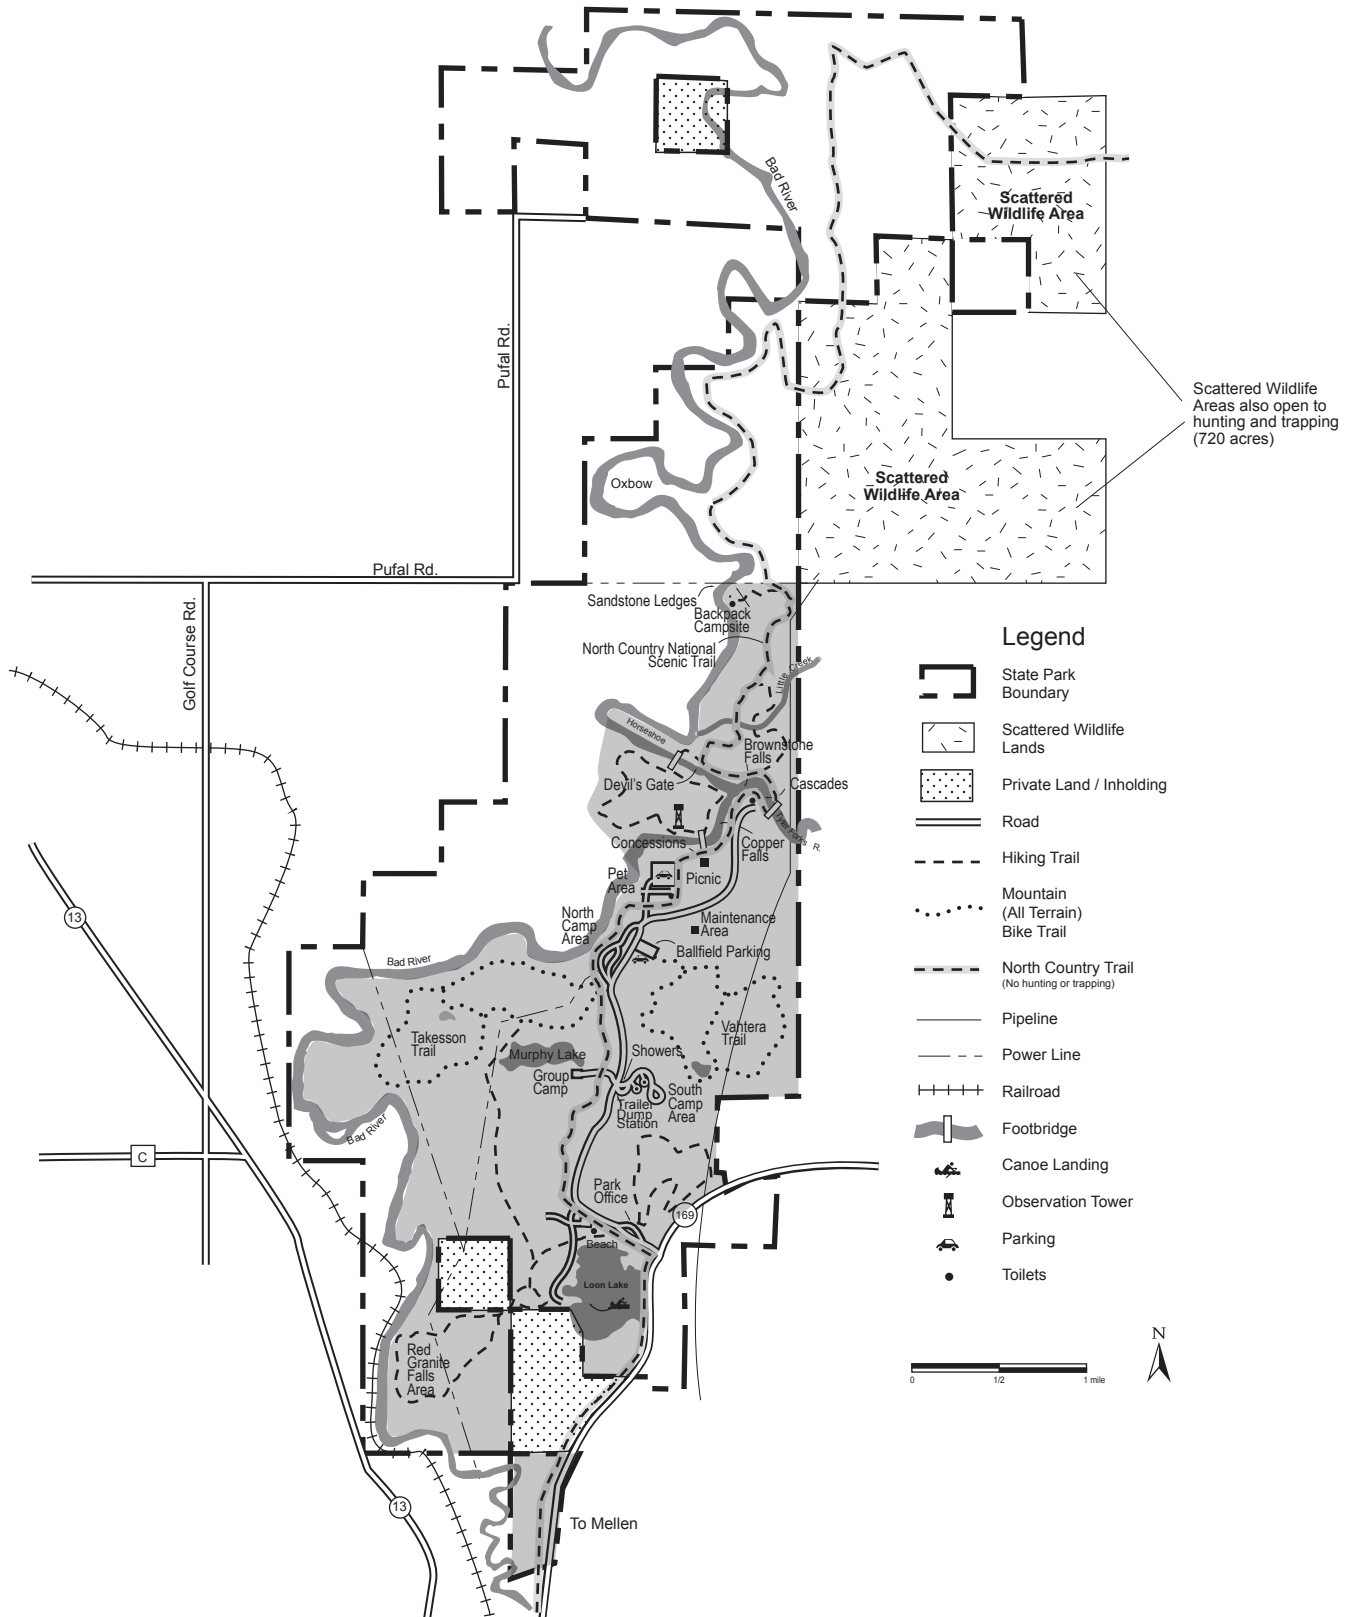 Bad River
Scattered
Wildlife Area
Pufal Rd.
Scattered Wildlife
Areas also open to
hunting and trapping
(720 acres)
Scattered
Wildlife Area
Oxbow
Pufal Rd.
Golf Course Rd.
Sandstone Ledges
Backpack
Campsite
North Country National
Scenic Trail
Little Creek
Horseshoe
Brownstone
Falls
Devil's Gate
Cascades
Tyler Forks R.
Concessions
Copper
Falls
Pet
Area
Picnic
North
Camp
Area
Maintenance
Area
Ballfield Parking
13
Bad River
Takesson
Trail
Vahtera
Trail
Murphy Lake
Showers
Group
Camp
South
Camp
Area
Trailer
Dump
Station
Bad River
C
Park
Office
169
Beach
Loon Lake
Red
Granite
Falls
Area
13
To Mellen
Legend
State Park
Boundary
Scattered Wildlife
Lands
Private Land / Inholding
Road
Hiking Trail
Mountain
(All Terrain)
Bike Trail
North Country Trail
(No hunting or trapping)
Pipeline
Power Line
Railroad
Footbridge
Canoe Landing
Observation Tower
Parking
Toilets
N
0 1/2 1 mile